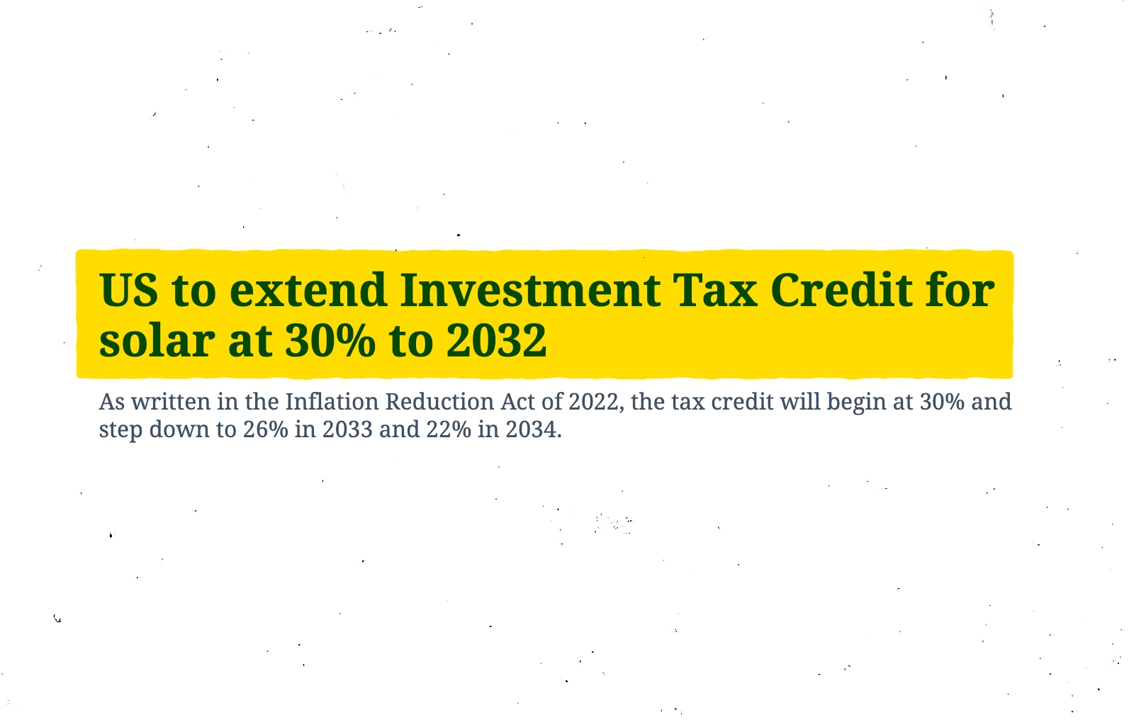 US to extend Investment Tax Credit for
solar at 30% to 2032
As written in the Inflation Reduction Act of 2022, the tax credit will begin at 30% and
step down to 26% in 2033 and 22% in 2034.